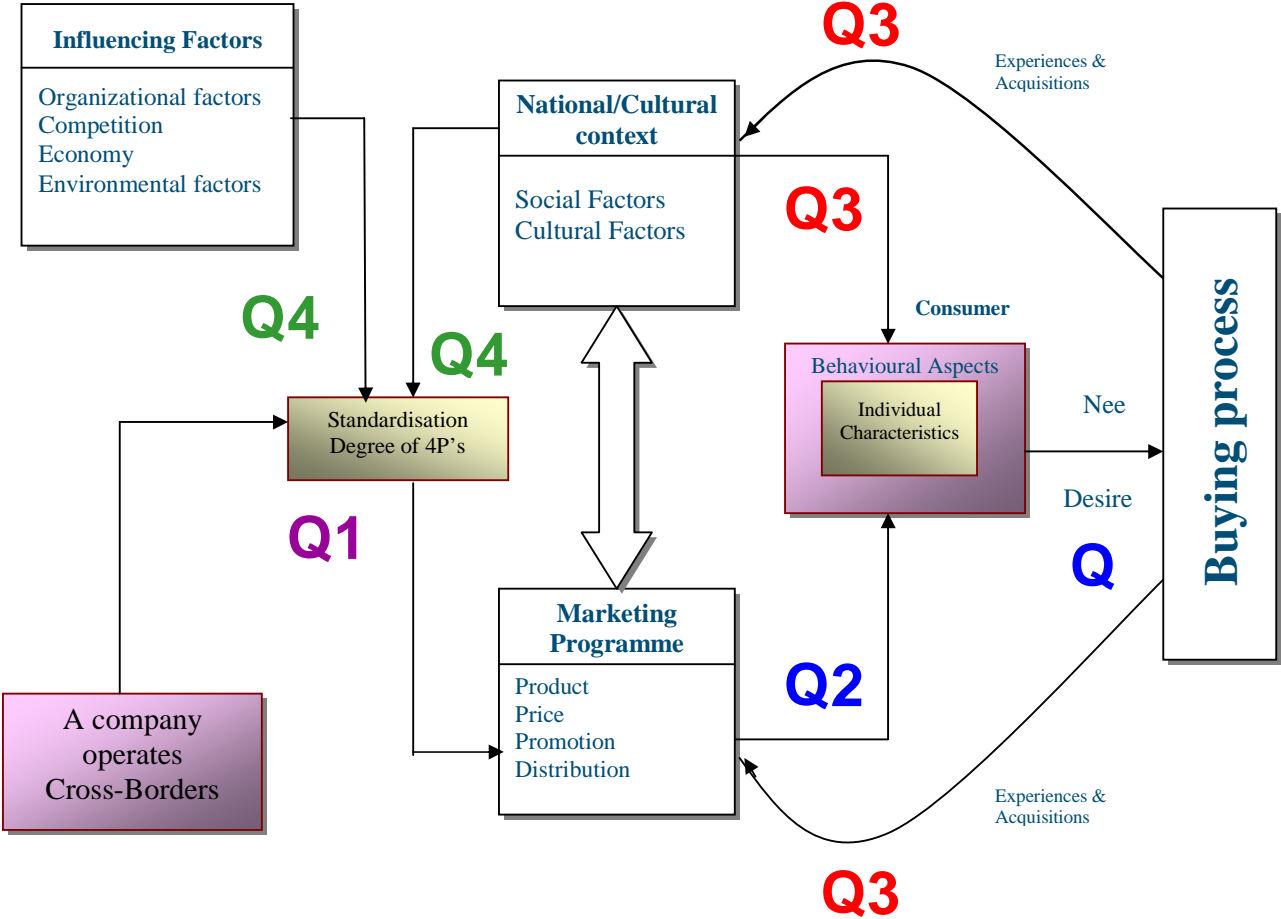 Influencing Factors
Organizational factors
Competition
Economy
Environmental factors
Q3
Experiences &
Acquisitions
National/Cultural
context
Social Factors
Cultural Factors
Q3
Q4
Q4
Consumer
Behavioural Aspects
Individual
Characteristics
Nee
Desire
Q
Buying process
Standardisation
Degree of 4P's
Q1
Marketing
Programme
Product
Price
Promotion
Distribution
Q2
A company
operates
Cross-Borders
Experiences &
Acquisitions
Q3